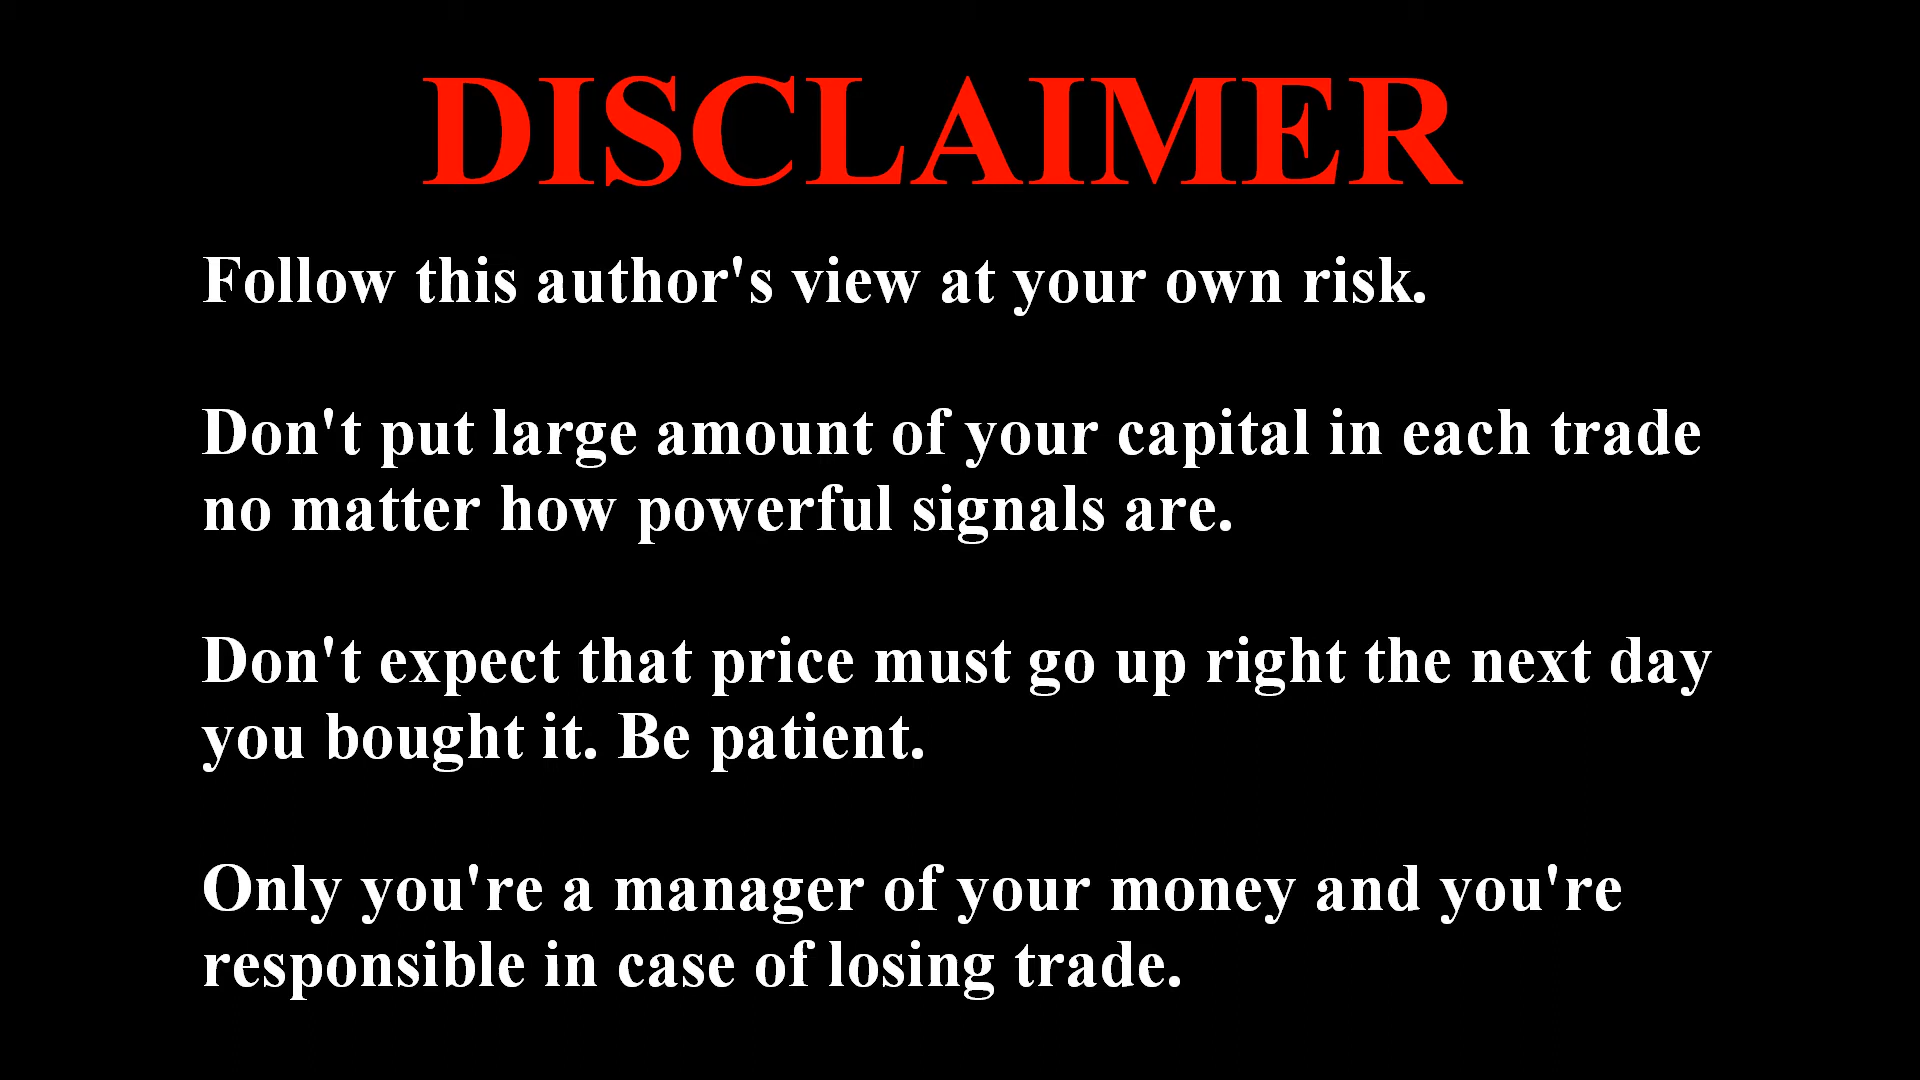 DISCLAIMER
Follow this author's view at your own risk.
Don't put large amount of your capital in each trade
no matter how powerful signals are.
Don't expect that price must go up right the next day
you bought it. Be patient.
Only you're a manager of your money and you're
responsible in case of losing trade.